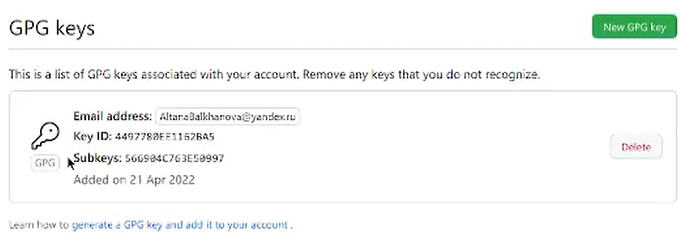 GPG keys
New GPG key
This is a list of GPG keys associated with your account. Remove any keys that you do not recognize.
Email address: AltanaBalkhanova@yandex.ru
Key ID: 4497780EE1162BA5
GPG
Subkeys: 566904C763E50997
Delete
Added on 21 Apr 2022
Learn how to generate a GPG key and add it to your account .